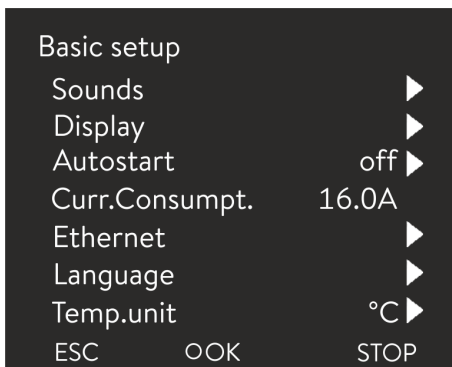 Basic setup
Sounds
Display
Autostart off
Curr.Consumpt. 16.0A
Ethernet
Language
Temp.unit °C
ESC OOK STOP